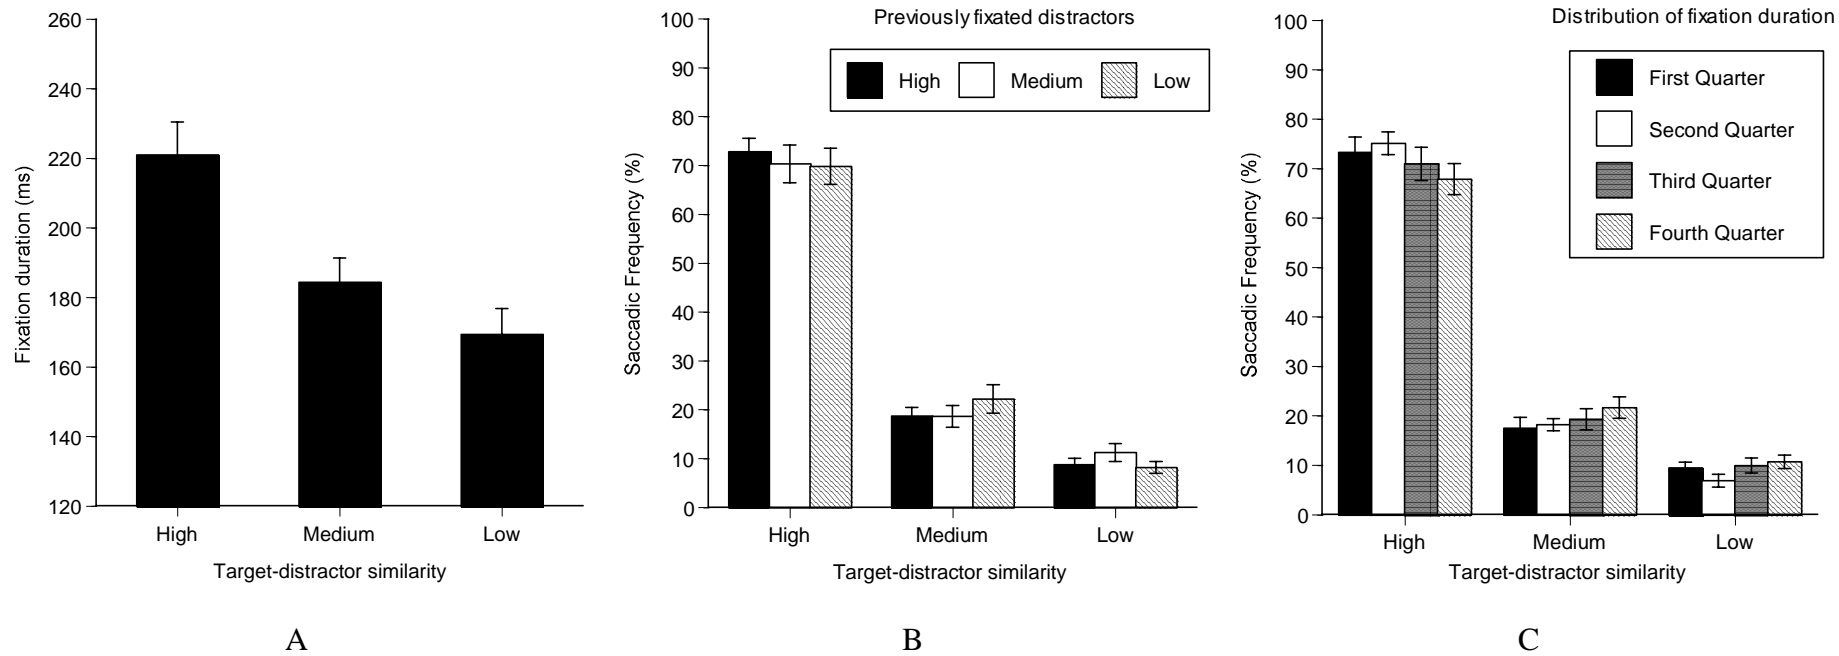 260
240
220
200
180
160
140
120
Fixation duration (ms)
High Medium Low
Target-distractor similarity
A
Previously fixated distractors
High Medium Low
100
90
80
70
60
50
40
30
20
10
0
Saccadic Frequency (%)
High Medium Low
Target-distractor similarity
B
Distribution of fixation duration
First Quarter
Second Quarter
Third Quarter
Fourth Quarter
100
90
80
70
60
50
40
30
20
10
0
Saccadic Frequency (%)
High Medium Low
Target-distractor similarity
C